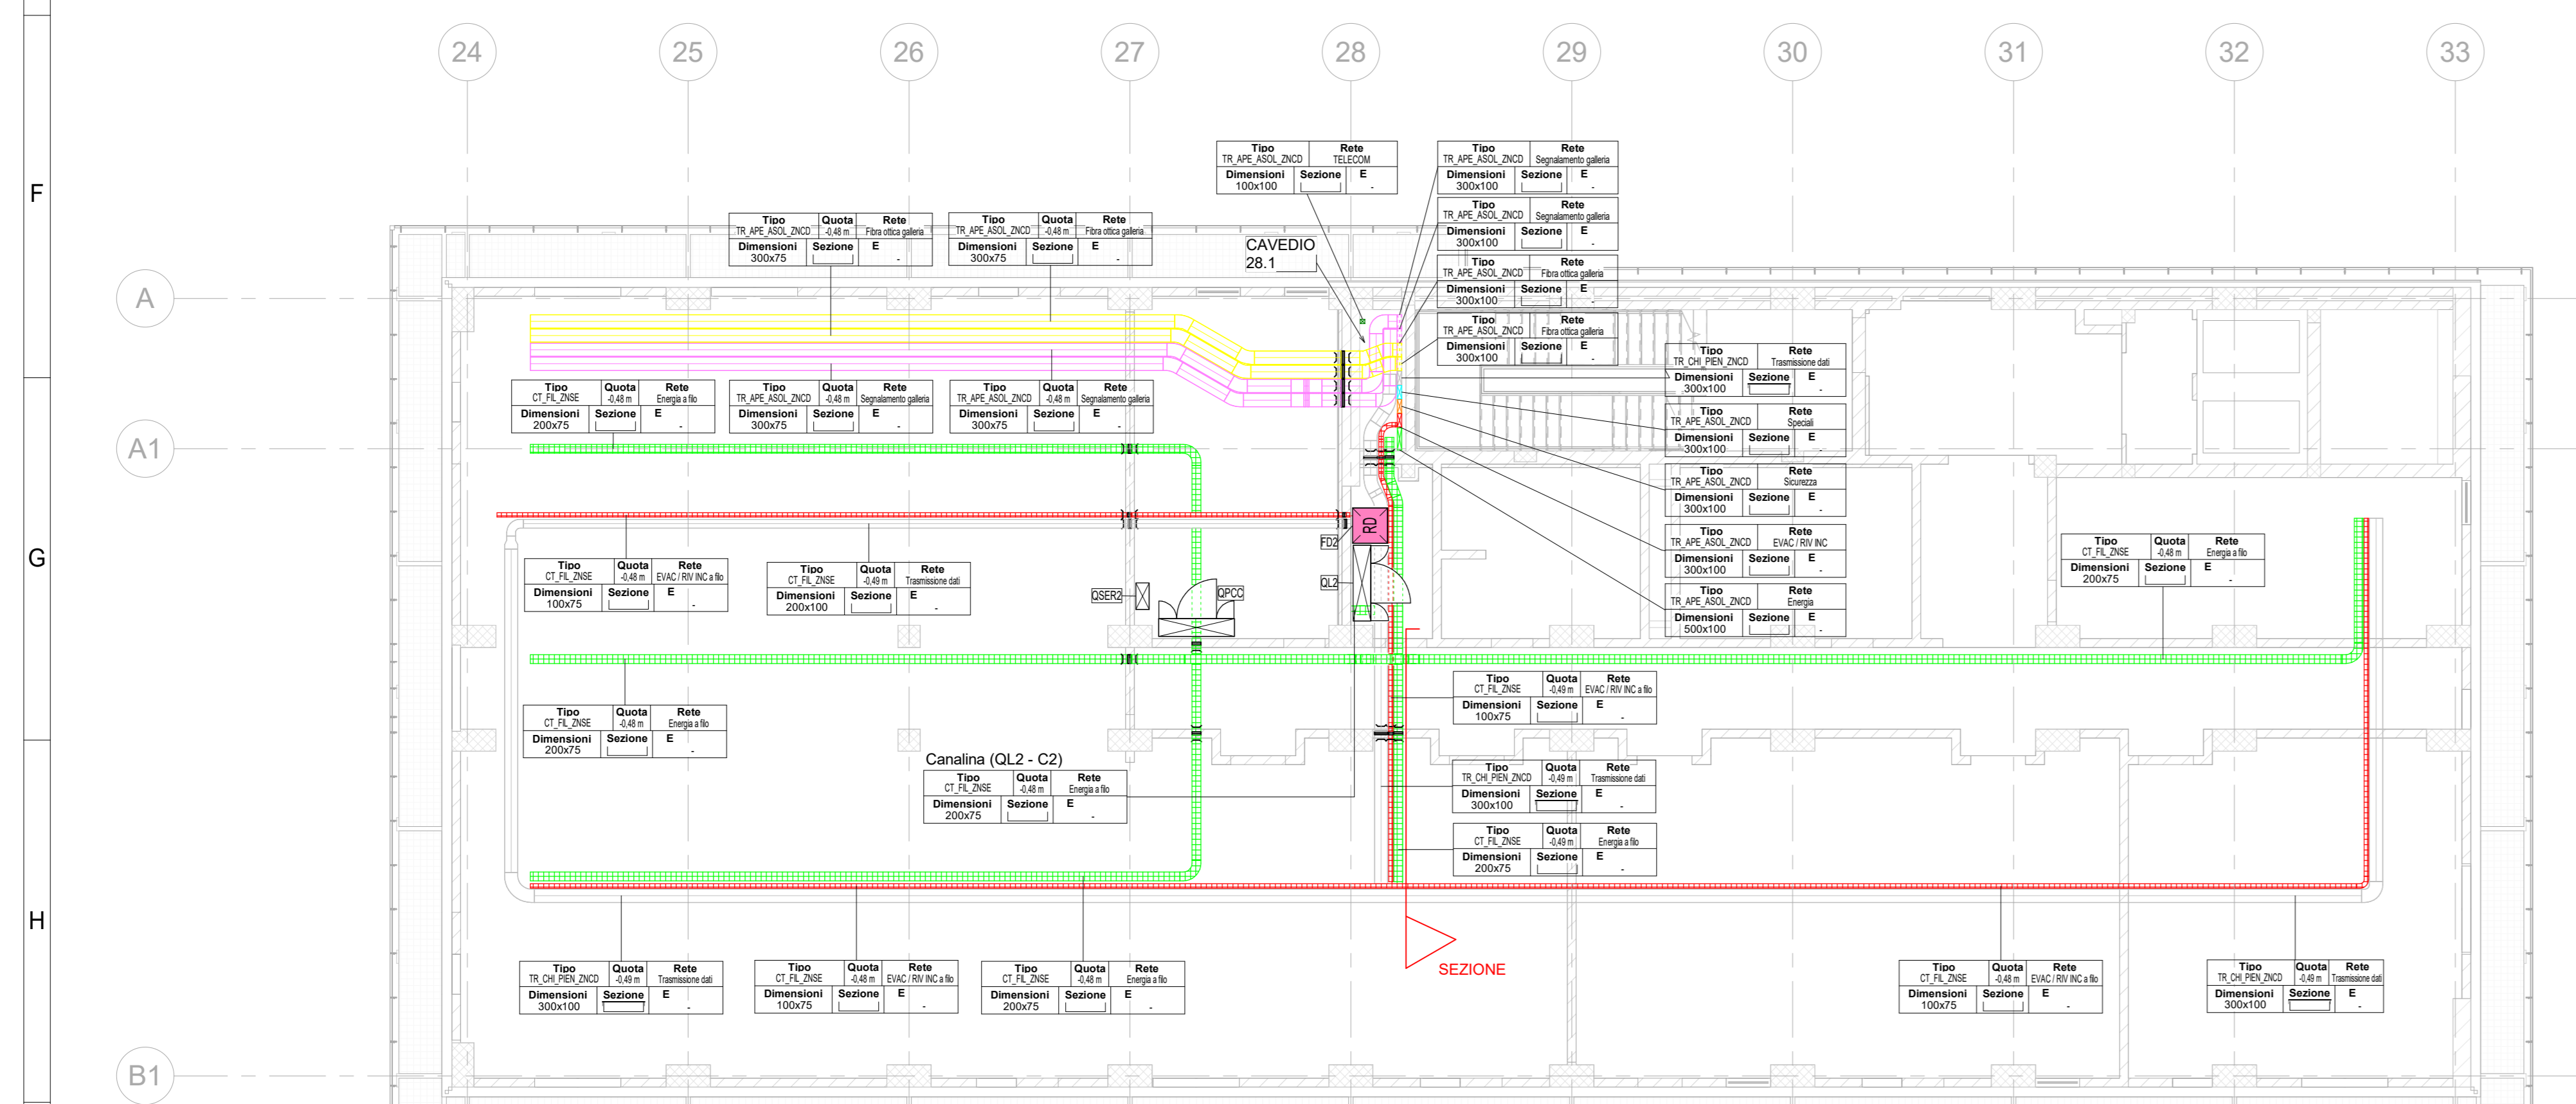 24 25 26 27 28 29 30 31 32 33
F
G
H
A
A1
B1
Tipo Rete
TR_APE_ASOL_ZNCD TELECOM
Dimensioni Sezione E
100x100 -
Tipo Rete
TR_APE_ASOL_ZNCD Segnalamento galleria
Dimensioni Sezione E
300x100 -
Tipo Rete
TR_APE_ASOL_ZNCD Segnalamento galleria
Dimensioni Sezione E
300x100 -
Tipo Rete
TR_APE_ASOL_ZNCD Fibra ottica galleria
Dimensioni Sezione E
300x100 -
Tipo Rete
TR_APE_ASOL_ZNCD Fibra ottica galleria
Dimensioni Sezione E
300x100 -
Tipo Quota Rete
TR_APE_ASOL_ZNCD -0,48 m Fibra ottica galleria
Dimensioni Sezione E
300x75 -
Tipo Quota Rete
TR_APE_ASOL_ZNCD -0,48 m Fibra ottica galleria
Dimensioni Sezione E
300x75 -
CAVEDIO
28.1
Tipo Rete
TR_CHI_PIEN_ZNCD Trasmissione dati
Dimensioni Sezione E
300x100 -
Tipo Rete
TR_APE_ASOL_ZNCD Speciali
Dimensioni Sezione E
300x100 -
Tipo Rete
TR_APE_ASOL_ZNCD Sicurezza
Dimensioni Sezione E
300x100 -
Tipo Rete
TR_APE_ASOL_ZNCD EVAC / RIV INC
Dimensioni Sezione E
300x100 -
Tipo Rete
TR_APE_ASOL_ZNCD Energia
Dimensioni Sezione E
500x100 -
Tipo Quota Rete
CT_FIL_ZNSE -0,48 m Energia a filo
Dimensioni Sezione E
200x75 -
Tipo Quota Rete
TR_APE_ASOL_ZNCD -0,48 m Segnalamento galleria
Dimensioni Sezione E
300x75 -
Tipo Quota Rete
TR_APE_ASOL_ZNCD -0,48 m Segnalamento galleria
Dimensioni Sezione E
300x75 -
Tipo Quota Rete
CT_FIL_ZNSE -0,48 m EVAC / RIV INC a filo
Dimensioni Sezione E
100x75 -
Tipo Quota Rete
CT_FIL_ZNSE -0,49 m Trasmissione dati
Dimensioni Sezione E
200x100 -
QSER2
QPCC
RD
FD2
QL2
Tipo Quota Rete
CT_FIL_ZNSE -0,48 m Energia a filo
Dimensioni Sezione E
200x75 -
Tipo Quota Rete
CT_FIL_ZNSE -0,48 m Energia a filo
Dimensioni Sezione E
200x75 -
Canalina (QL2 - C2)
Tipo Quota Rete
CT_FIL_ZNSE -0,48 m Energia a filo
Dimensioni Sezione E
200x75 -
Tipo Quota Rete
CT_FIL_ZNSE -0,49 m EVAC / RIV INC a filo
Dimensioni Sezione E
100x75 -
Tipo Quota Rete
TR_CHI_PIEN_ZNCD -0,49 m Trasmissione dati
Dimensioni Sezione E
300x100 -
Tipo Quota Rete
CT_FIL_ZNSE -0,49 m Energia a filo
Dimensioni Sezione E
200x75 -
SEZIONE
Tipo Quota Rete
TR_CHI_PIEN_ZNCD -0,49 m Trasmissione dati
Dimensioni Sezione E
300x100 -
Tipo Quota Rete
CT_FIL_ZNSE -0,48 m EVAC / RIV INC a filo
Dimensioni Sezione E
100x75 -
Tipo Quota Rete
CT_FIL_ZNSE -0,48 m Energia a filo
Dimensioni Sezione E
200x75 -
Tipo Quota Rete
CT_FIL_ZNSE -0,48 m EVAC / RIV INC a filo
Dimensioni Sezione E
100x75 -
Tipo Quota Rete
TR_CHI_PIEN_ZNCD -0,49 m Trasmissione dati
Dimensioni Sezione E
300x100 -